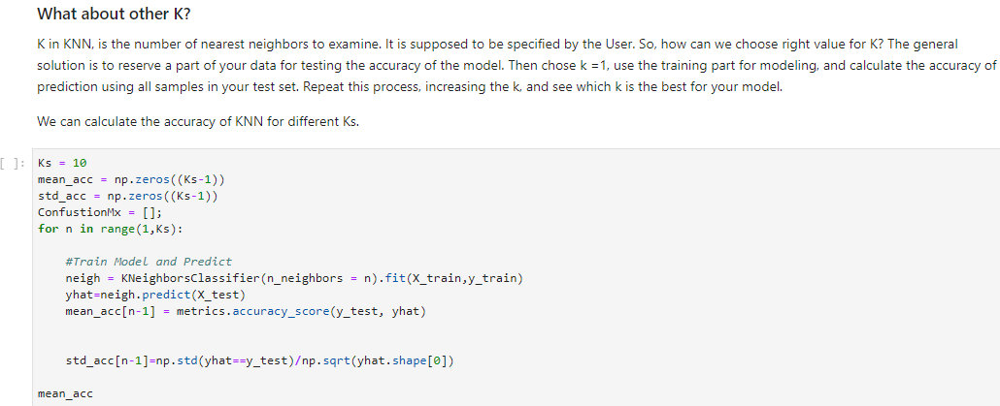 What about other K?
K in KNN, is the number of nearest neighbors to examine. It is supposed to be specified by the User. So, how can we choose right value for K? The general
solution is to reserve a part of your data for testing the accuracy of the model. Then chose k =1, use the training part for modeling, and calculate the accuracy of
prediction using all samples in your test set. Repeat this process, increasing the k, and see which k is the best for your model.
We can calculate the accuracy of KNN for different Ks.
[ ]: Ks = 10
mean_acc = np.zeros((Ks-1))
std_acc = np.zeros((Ks-1))
ConfustionMx = [];
for n in range(1,Ks):
#Train Model and Predict
neigh = KNeighborsClassifier(n_neighbors = n).fit(X_train,y_train)
yhat=neigh.predict(X_test)
mean_acc[n-1] = metrics.accuracy_score(y_test, yhat)
std_acc[n-1]=np.std(yhat==y_test)/np.sqrt(yhat.shape[0])
mean_acc